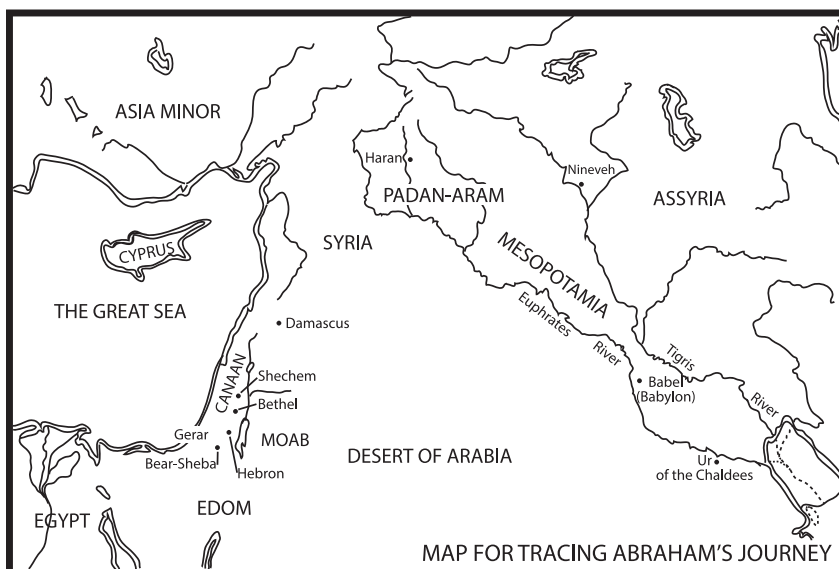 ASIA MINOR
Haran
Nineveh
PADAN-ARAM
ASSYRIA
CYPRUS
SYRIA
MESOPOTAMIA
THE GREAT SEA
Euphrates
River
Damascus
Tigris
River
CANAAN
Shechem
Bethel
Babel
(Babylon)
Gerar
MOAB
Bear-Sheba
Hebron
DESERT OF ARABIA
Ur
of the Chaldees
EGYPT
EDOM
MAP FOR TRACING ABRAHAM'S JOURNEY